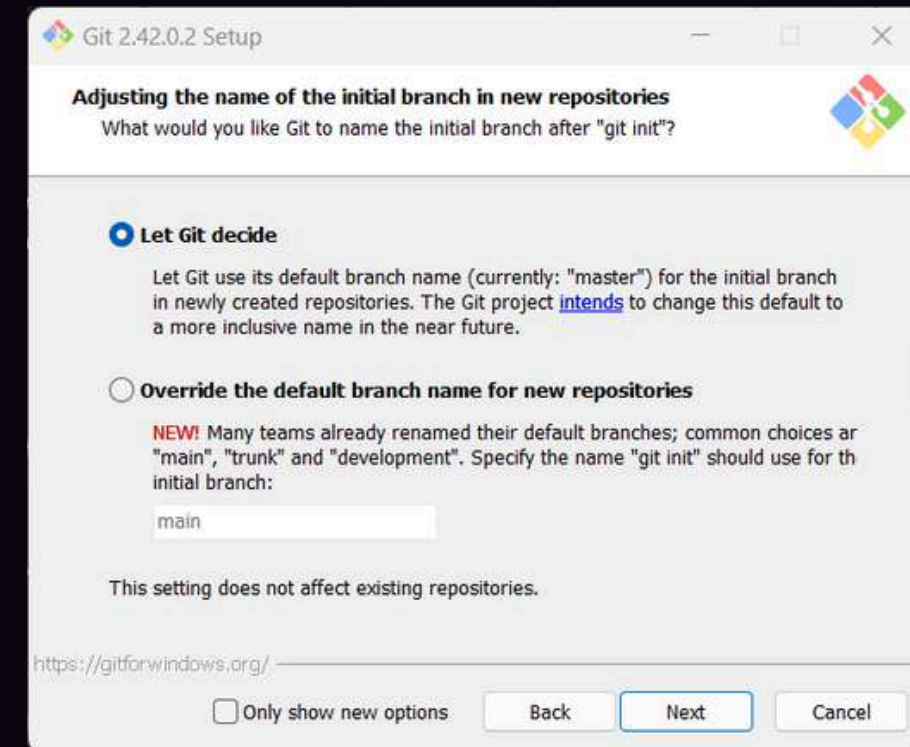 Git 2.42.0.2 Setup
Adjusting the name of the initial branch in new repositories
What would you like Git to name the initial branch after "git init"?
Let Git decide
Let Git use its default branch name (currently: "master") for the initial branch
in newly created repositories. The Git project intends to change this default to
a more inclusive name in the near future.
Override the default branch name for new repositories
NEW! Many teams already renamed their default branches; common choices ar
"main", "trunk" and "development". Specify the name "git init" should use for th
initial branch:
main
This setting does not affect existing repositories.
https://gitforwindows.org/
Only show new options Back Next Cancel